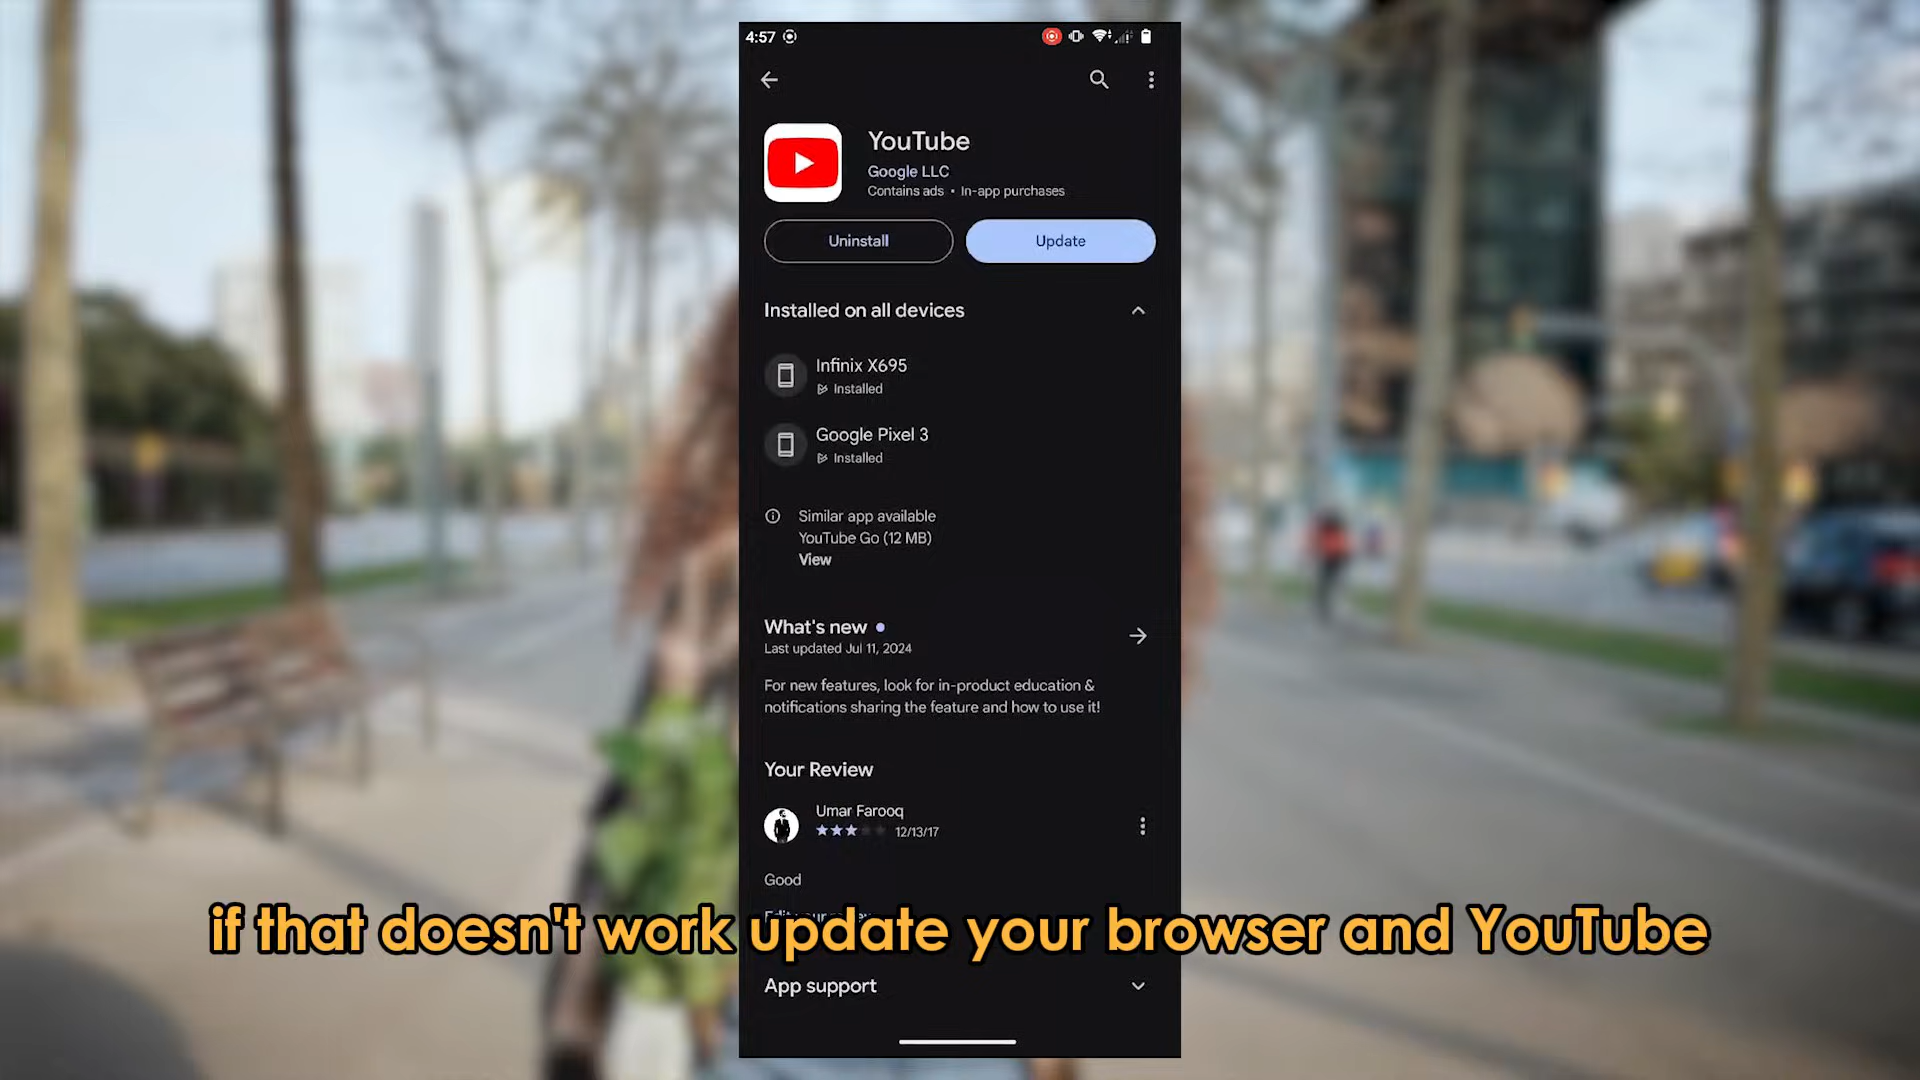 4:57
YouTube
Google LLC
Contains ads • In-app purchases
Uninstall Update
Installed on all devices
Infinix X695
Installed
Google Pixel 3
Installed
Similar app available
YouTube Go (12 MB)
View
What's new
Last updated Jul 11, 2024
For new features, look for in-product education &
notifications sharing the feature and how to use it!
Your Review
Umar Farooq
12/13/17
Good
if that doesn't work update your browser and YouTube
App support